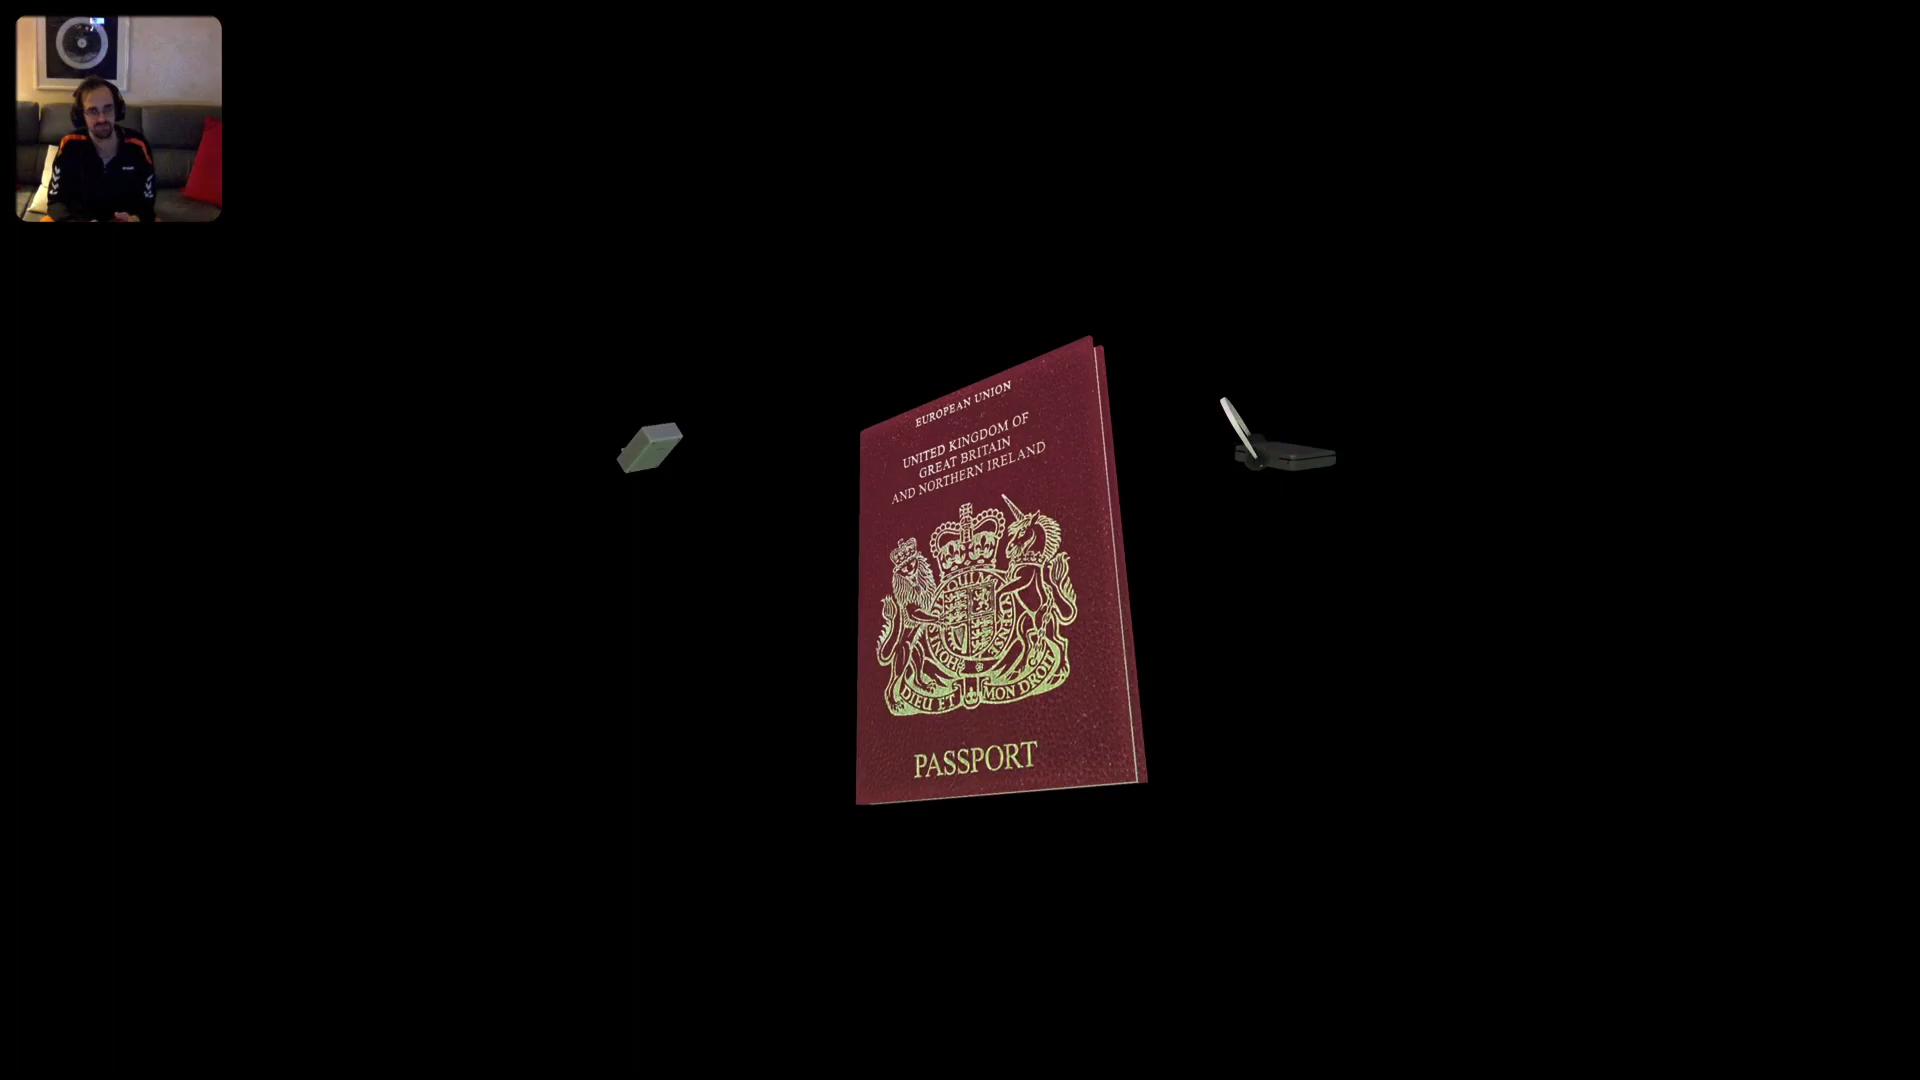 EUROPEAN UNION
UNITED KINGDOM OF
GREAT BRITAIN
AND NORTHERN IRELAND
DIEU ET MON DROIT
PASSPORT